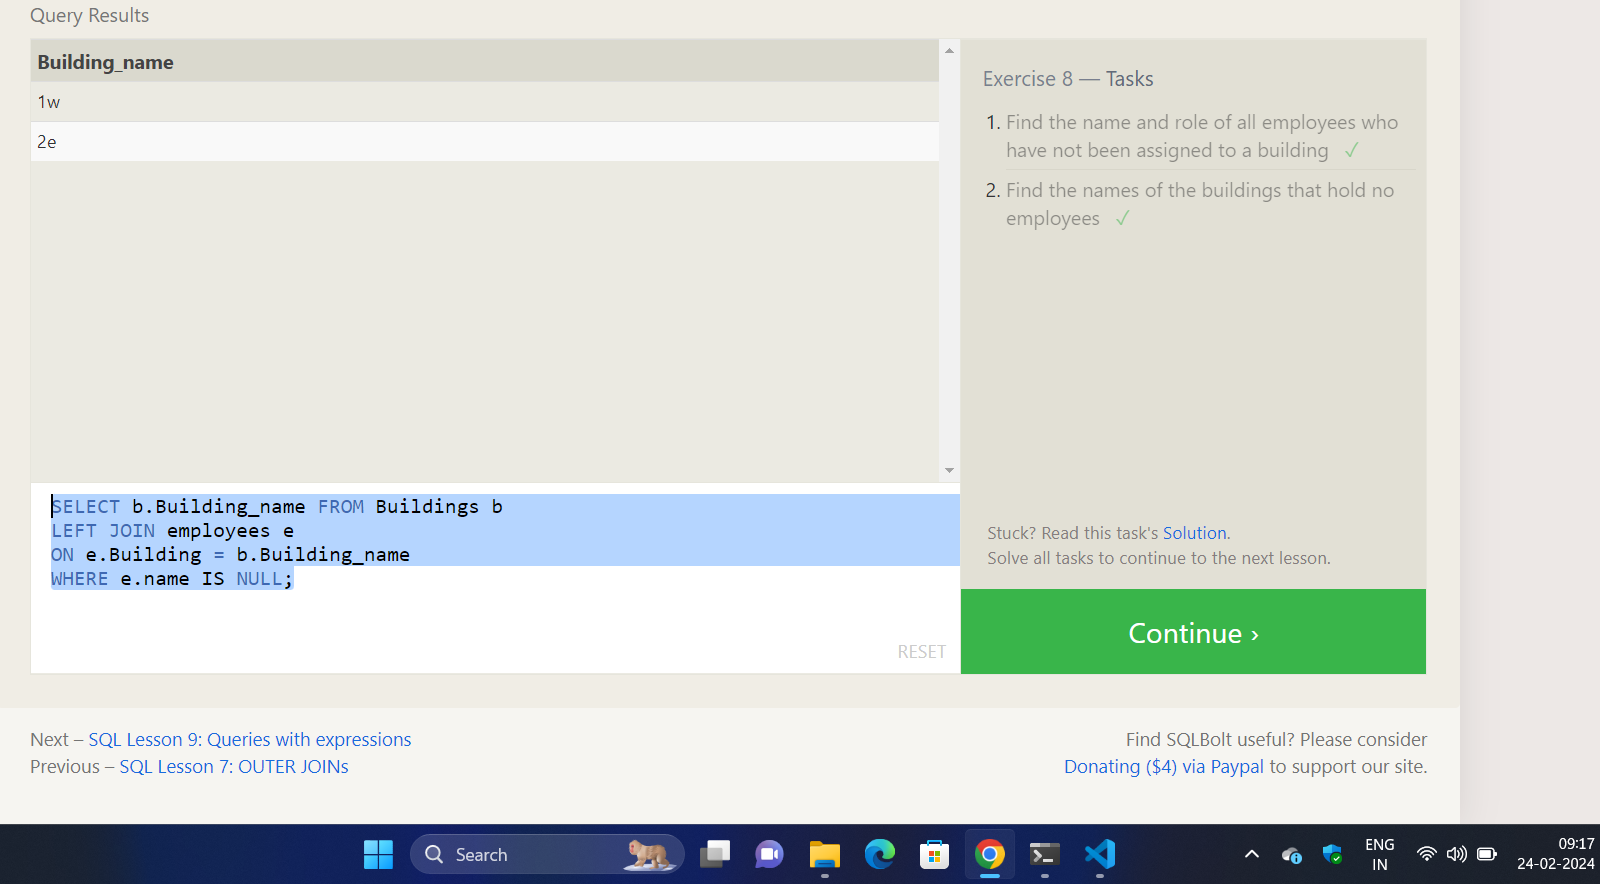 Query Results
Building_name
1w
2e
Exercise 8 — Tasks
1. Find the name and role of all employees who
have not been assigned to a building ✓
2. Find the names of the buildings that hold no
employees ✓
SELECT b.Building_name FROM Buildings b
LEFT JOIN employees e
ON e.Building = b.Building_name
WHERE e.name IS NULL;
RESET
Stuck? Read this task's Solution.
Solve all tasks to continue to the next lesson.
Continue ›
Next – SQL Lesson 9: Queries with expressions
Previous – SQL Lesson 7: OUTER JOINs
Find SQLBolt useful? Please consider
Donating ($4) via Paypal to support our site.
Search
ENG
IN
09:17
24-02-2024